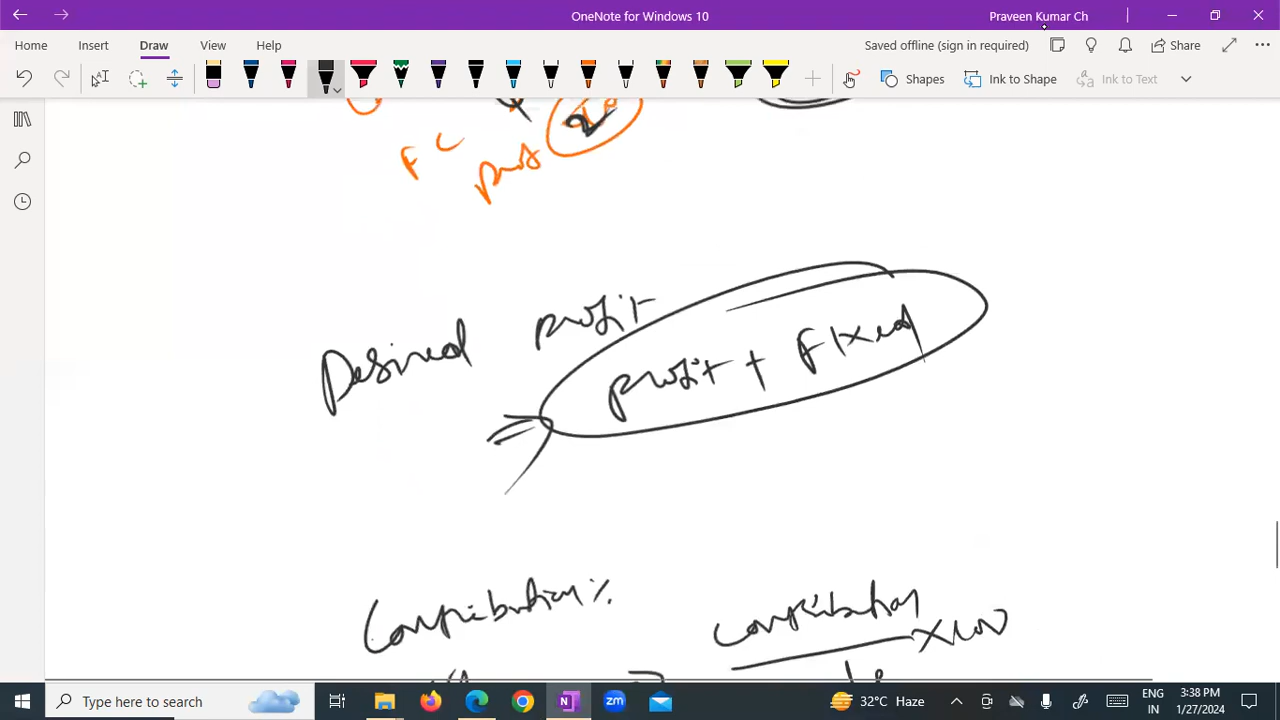 OneNote for Windows 10
Praveen Kumar Ch
Home Insert Draw View Help
Saved offline (sign in required)
Share
Shapes
Ink to Shape
Ink to Text
F C
Desired profit
profit + Fixed
Contribution %
Contribution
X100
Type here to search
32°C Haze
ENG
IN
3:38 PM
1/27/2024